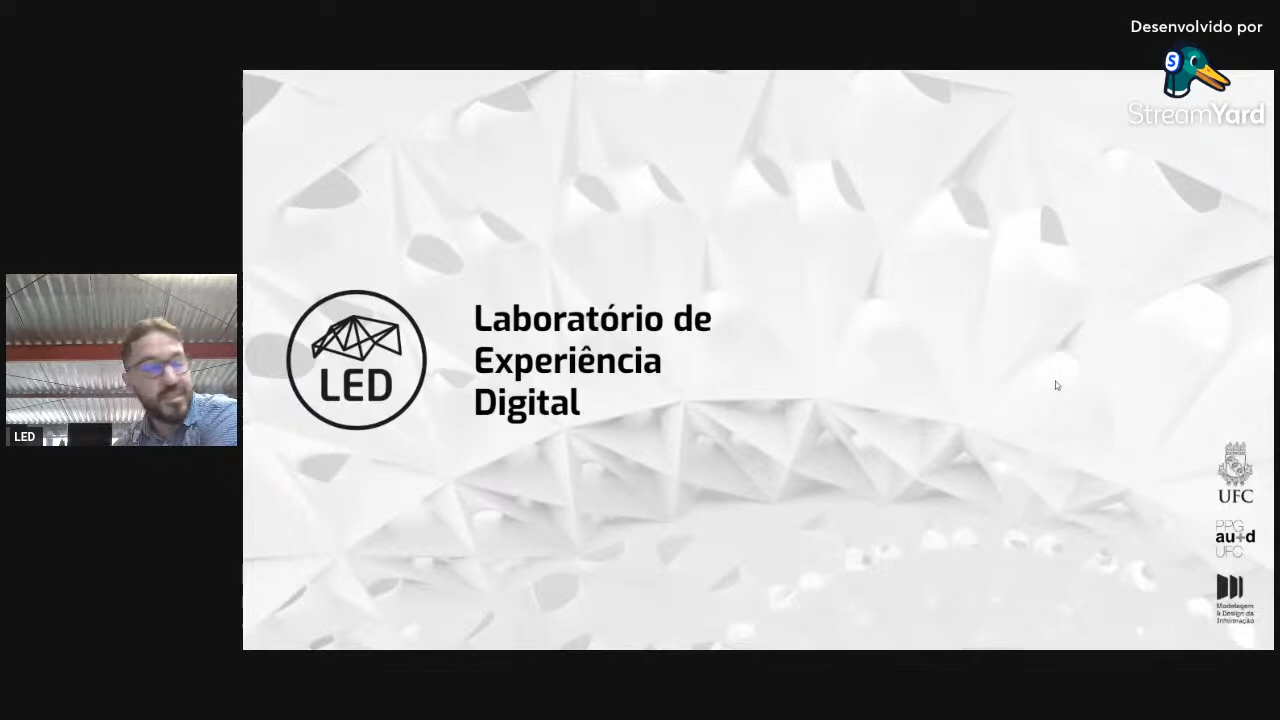 Desenvolvido por
S
StreamYard
Laboratório de
Experiência
Digital
LED
LED
UFC
PPG
au+d
UFC
Modelagem
& Design da
Informação